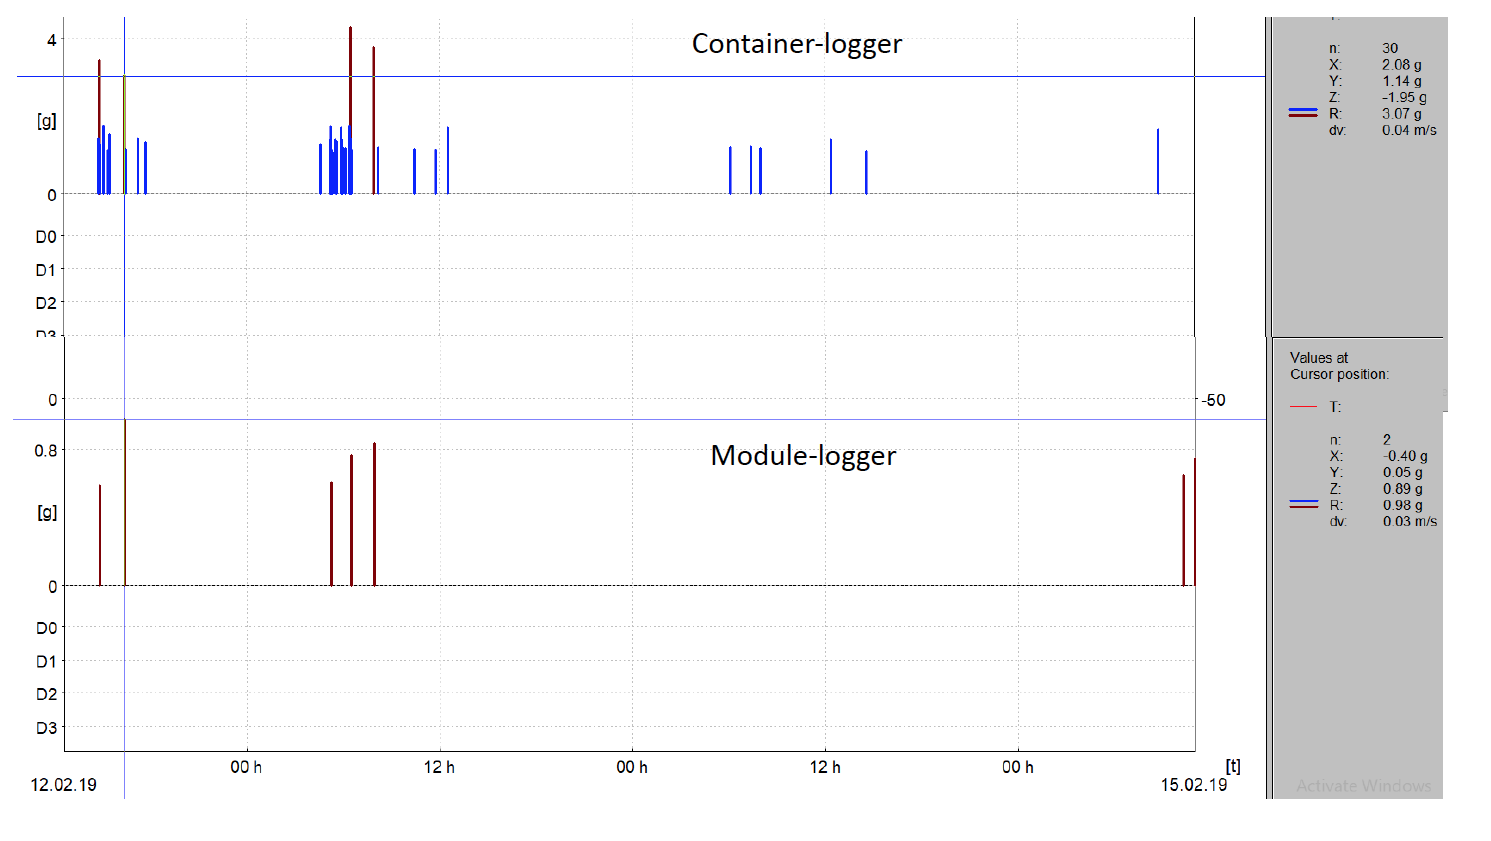 Container-logger
4
[g]
0
D0
D1
D2
D3
n: 30
X: 2.08 g
Y: 1.14 g
Z: -1.95 g
R: 3.07 g
dv: 0.04 m/s
0
-50
0.8
Module-logger
[g]
0
D0
D1
D2
D3
00 h
12 h
00 h
12 h
00 h
[t]
12.02.19
15.02.19
Values at
Cursor position:
T:
n: 2
X: -0.40 g
Y: 0.05 g
Z: 0.89 g
R: 0.98 g
dv: 0.03 m/s
Activate Windows